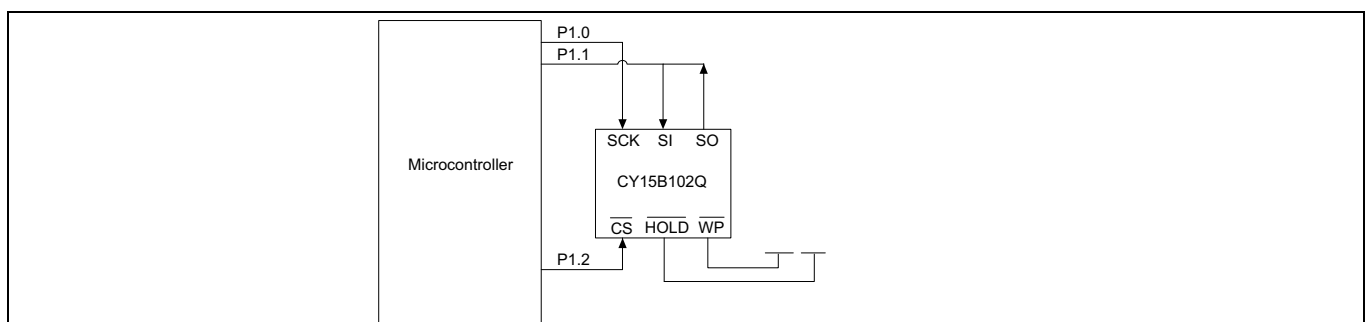 P1.0
P1.1
SCK SI SO
Microcontroller
CY15B102Q
CS HOLD WP
P1.2